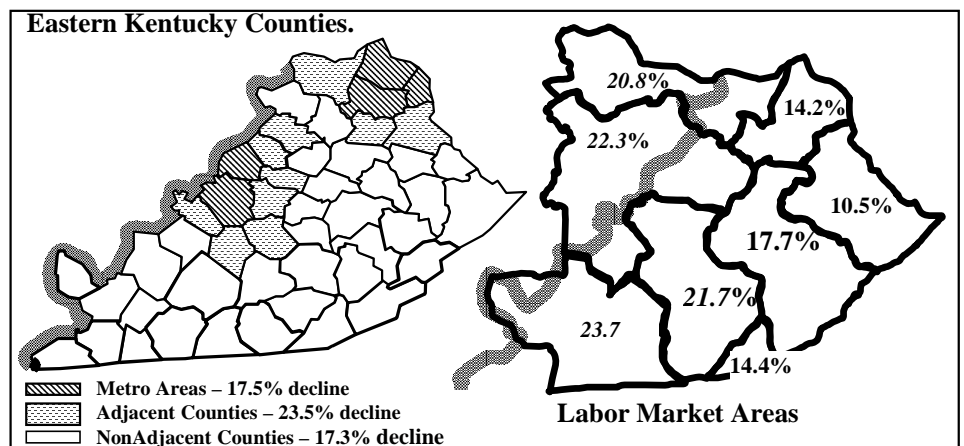 Eastern Kentucky Counties.
Metro Areas – 17.5% decline
Adjacent Counties – 23.5% decline
NonAdjacent Counties – 17.3% decline
20.8%
14.2%
22.3%
10.5%
17.7%
21.7%
23.7
14.4%
Labor Market Areas